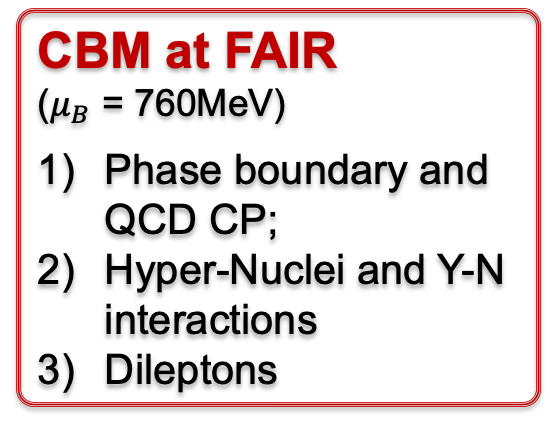 CBM at FAIR
(𝜇𝐵 = 760MeV)
1) Phase boundary and
QCD CP;
2) Hyper-Nuclei and Y-N
interactions
3) Dileptons